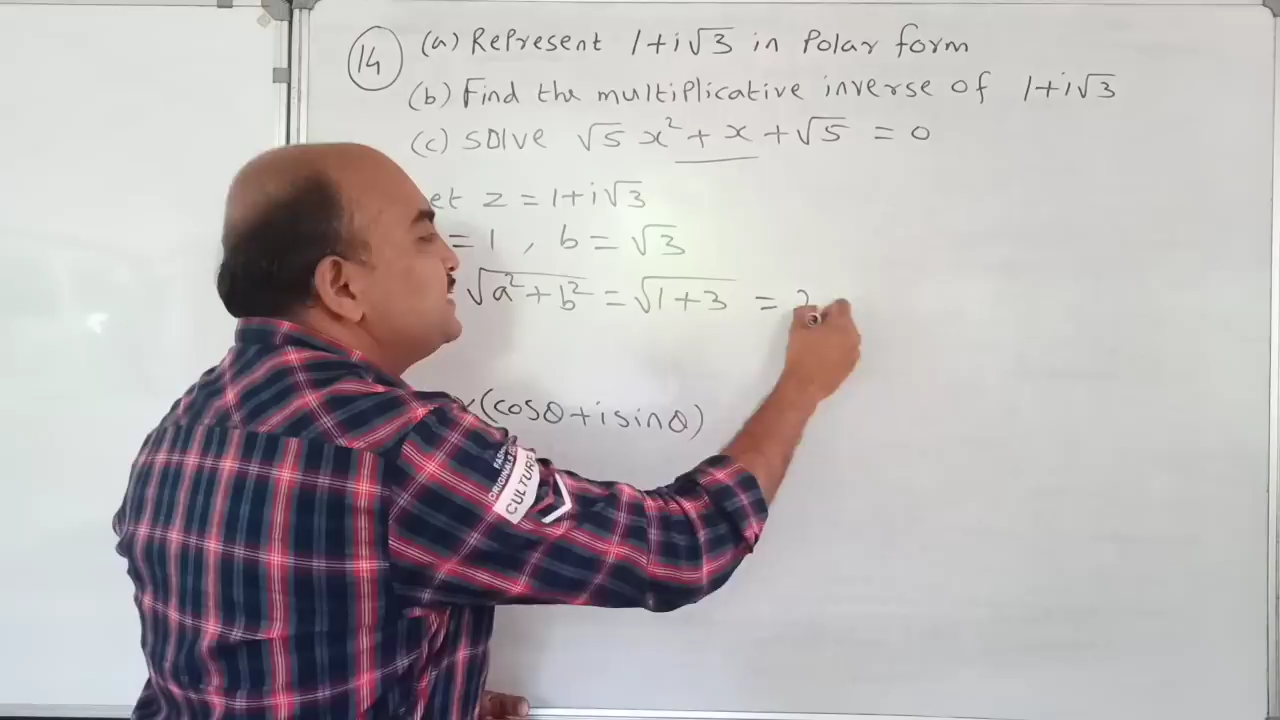 14 (a) Represent 1+i√3 in Polar form
(b) Find the multiplicative inverse of 1+i√3
(c) Solve √5 x² + x + √5 = 0
et z = 1+i√3
= 1 , b = √3
√a²+b² = √1+3 = 2
(cosθ+isinθ)
ORIGINALS
CULTURE